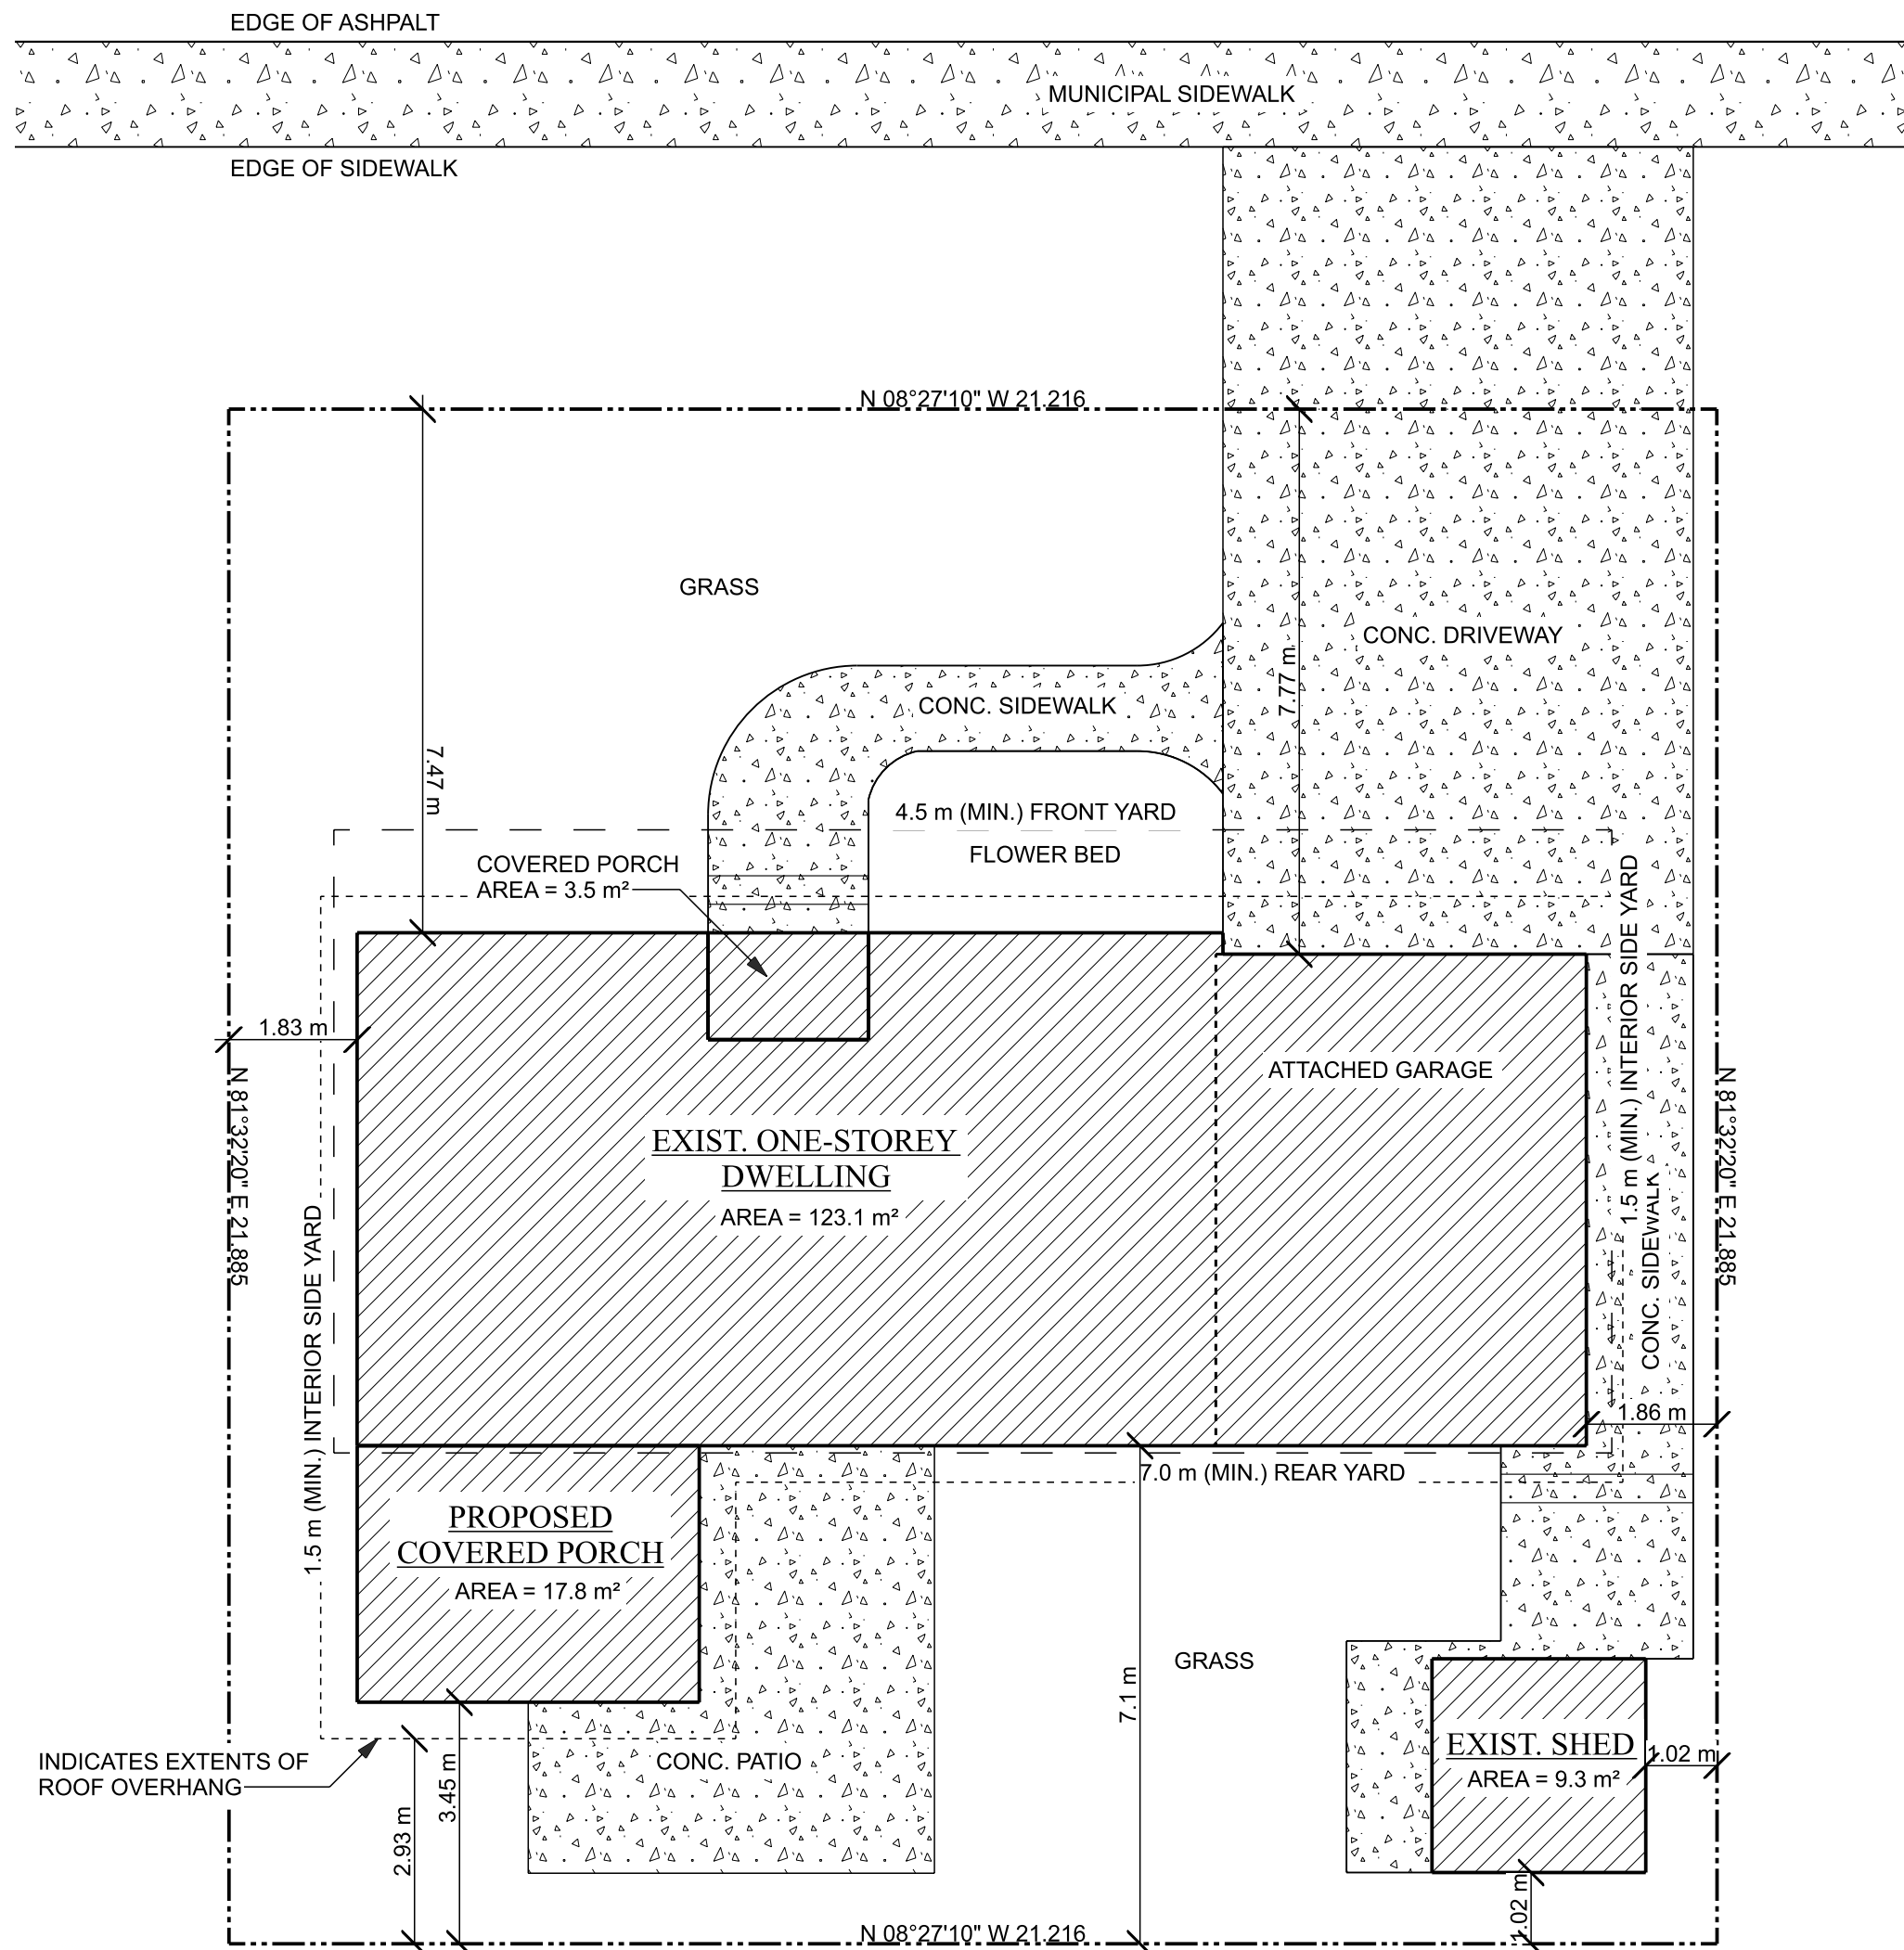 EDGE OF ASHPALT
MUNICIPAL SIDEWALK
EDGE OF SIDEWALK
N 08°27'10" W 21.216
GRASS
CONC. DRIVEWAY
7.77 m
CONC. SIDEWALK
7.47 m
4.5 m (MIN.) FRONT YARD
FLOWER BED
COVERED PORCH
AREA = 3.5 m²
1.5 m (MIN.) INTERIOR SIDE YARD
1.83 m
ATTACHED GARAGE
N 81°32'20" E 21.885
N 81°32'20" E 21.885
EXIST. ONE-STOREY
DWELLING
AREA = 123.1 m²
CONC. SIDEWALK
1.5 m (MIN.) INTERIOR SIDE YARD
1.86 m
7.0 m (MIN.) REAR YARD
PROPOSED
COVERED PORCH
AREA = 17.8 m²
GRASS
7.1 m
EXIST. SHED
AREA = 9.3 m²
1.02 m
INDICATES EXTENTS OF
ROOF OVERHANG
CONC. PATIO
3.45 m
2.93 m
1.02 m
N 08°27'10" W 21.216